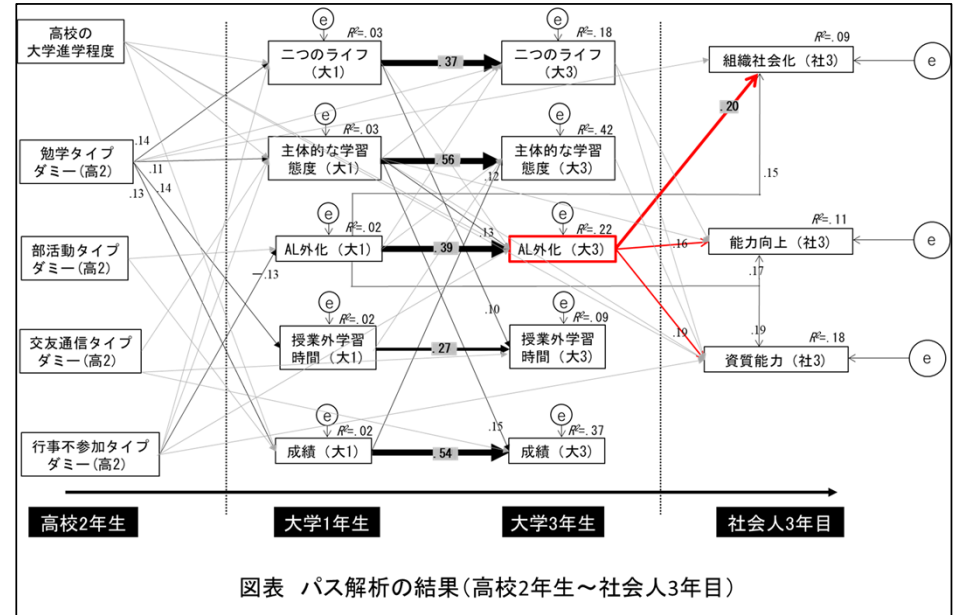 高校の
大学進学程度
勉学タイプ
ダミー(高2)
部活動タイプ
ダミー(高2)
交友通信タイプ
ダミー(高2)
行事不参加タイプ
ダミー(高2)
.14
.11
.14
.13
－.13
e
R²=.03
二つのライフ
(大1)
e
R²=.03
主体的な学習
態度(大1)
e
R²=.02
AL外化(大1)
e
R²=.02
授業外学習
時間(大1)
e
R²=.02
成績(大1)
.37
.56
.12
.13
.39
.10
.27
.15
.54
e
R²=.18
二つのライフ
(大3)
e
R²=.42
主体的な学習
態度(大3)
e
R²=.22
AL外化(大3)
e
R²=.09
授業外学習
時間(大3)
e
R²=.37
成績(大3)
.20
.15
.16
.17
.19
.19
R²=.09
組織社会化(社3)
e
R²=.11
能力向上(社3)
e
R²=.18
資質能力(社3)
e
高校2年生
大学1年生
大学3年生
社会人3年目
図表 パス解析の結果(高校2年生～社会人3年目)